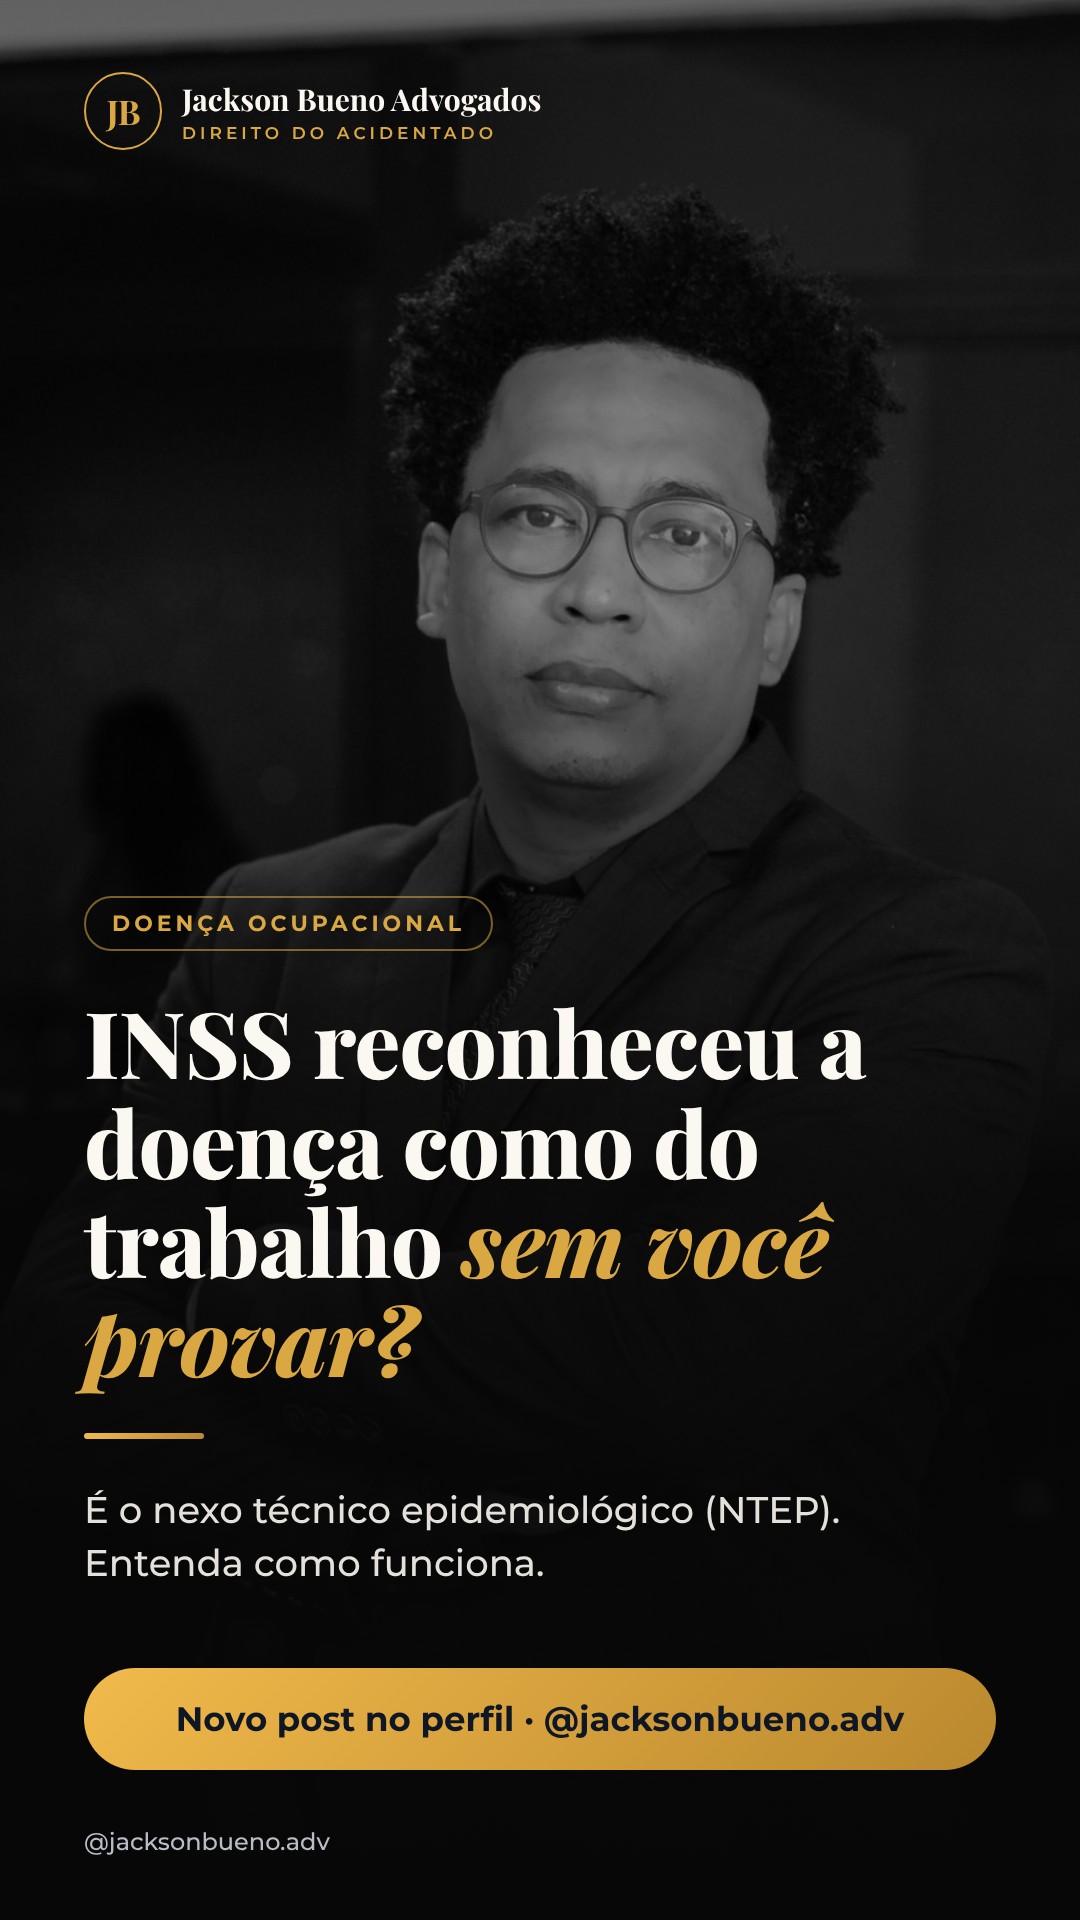 JB
Jackson Bueno Advogados
DIREITO DO ACIDENTADO
DOENÇA OCUPACIONAL
INSS reconheceu a
doença como do
trabalho sem você
provar?
É o nexo técnico epidemiológico (NTEP).
Entenda como funciona.
Novo post no perfil · @jacksonbueno.adv
@jacksonbueno.adv